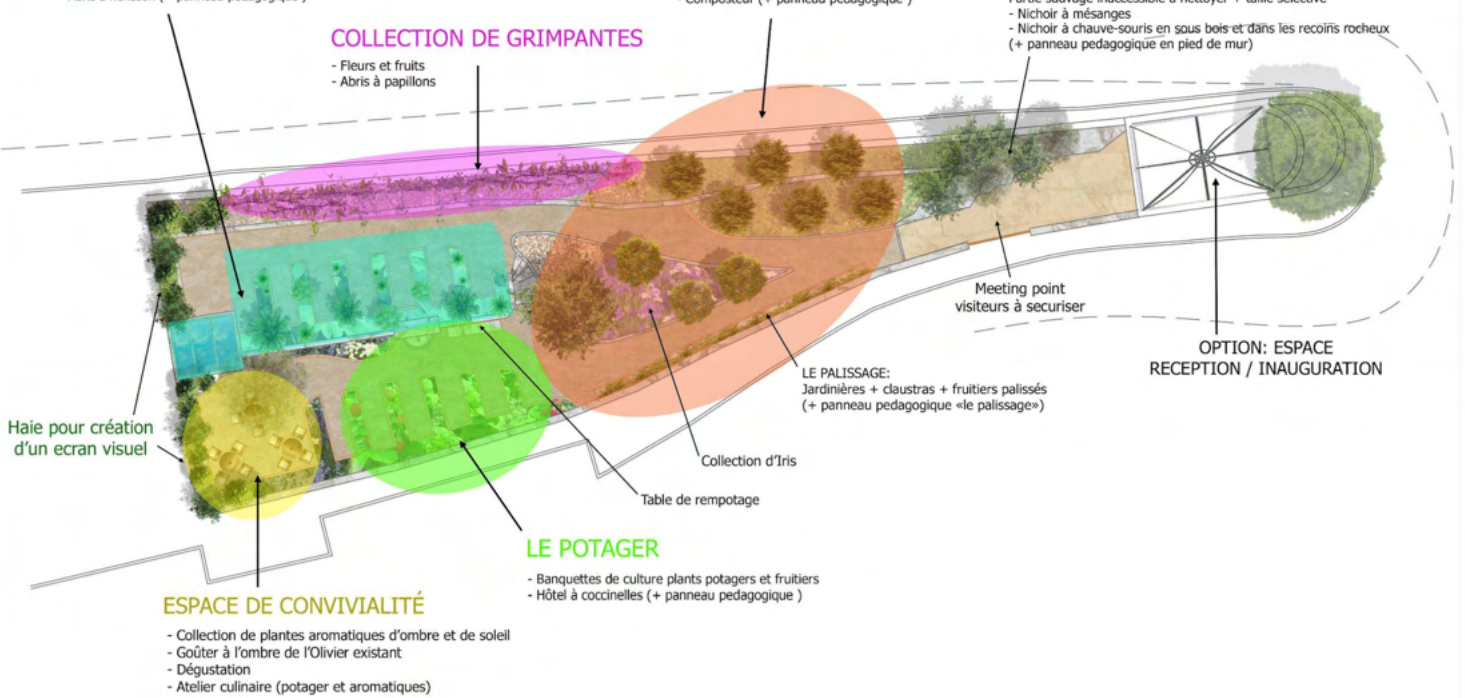 - Composteur (+ panneau pédagogique )
- Nichoir à mésanges
- Nichoir à chauve-souris en sous bois et dans les recoins rocheux
(+ panneau pedagogique en pied de mur)
COLLECTION DE GRIMPANTES
- Fleurs et fruits
- Abris à papillons
Meeting point
visiteurs à securiser
OPTION: ESPACE
RECEPTION / INAUGURATION
LE PALISSAGE:
Jardinières + claustras + fruitiers palissés
(+ panneau pedagogique «le palissage»)
Haie pour création
d'un ecran visuel
Collection d'Iris
Table de rempotage
LE POTAGER
- Banquettes de culture plants potagers et fruitiers
- Hôtel à coccinelles (+ panneau pedagogique )
ESPACE DE CONVIVIALITÉ
- Collection de plantes aromatiques d'ombre et de soleil
- Goûter à l'ombre de l'Olivier existant
- Dégustation
- Atelier culinaire (potager et aromatiques)